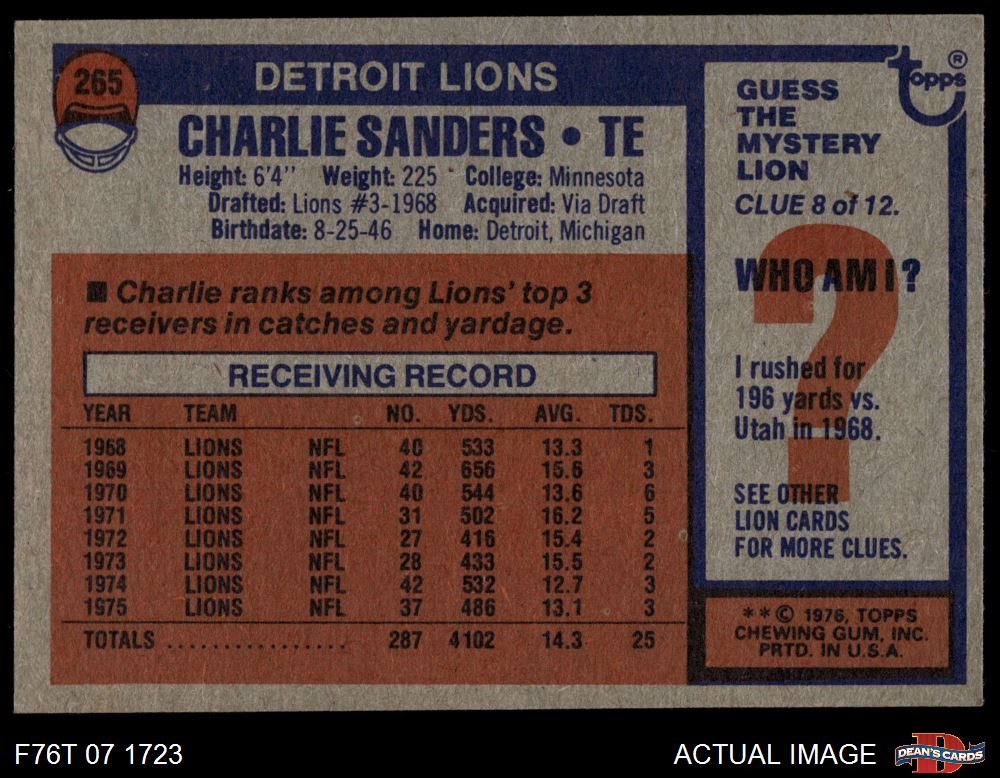 265
DETROIT LIONS
CHARLIE SANDERS • TE
Height: 6'4" Weight: 225 College: Minnesota
Drafted: Lions #3-1968 Acquired: Via Draft
Birthdate: 8-25-46 Home: Detroit, Michigan
■ Charlie ranks among Lions' top 3
receivers in catches and yardage.
RECEIVING RECORD
YEAR TEAM NO. YDS. AVG. TDS.
1968 LIONS NFL 40 533 13.3 1
1969 LIONS NFL 42 656 15.6 3
1970 LIONS NFL 40 544 13.6 6
1971 LIONS NFL 31 502 16.2 5
1972 LIONS NFL 27 416 15.4 2
1973 LIONS NFL 28 433 15.5 2
1974 LIONS NFL 42 532 12.7 3
1975 LIONS NFL 37 486 13.1 3
TOTALS ................ 287 4102 14.3 25
topps ®
GUESS
THE
MYSTERY
LION
CLUE 8 of 12.
WHO AM I?
?
I rushed for
196 yards vs.
Utah in 1968.
SEE OTHER
LION CARDS
FOR MORE CLUES.
**© 1976, TOPPS
CHEWING GUM, INC.
PRTD. IN U.S.A.
F76T 07 1723
ACTUAL IMAGE
D
DEAN'S CARDS